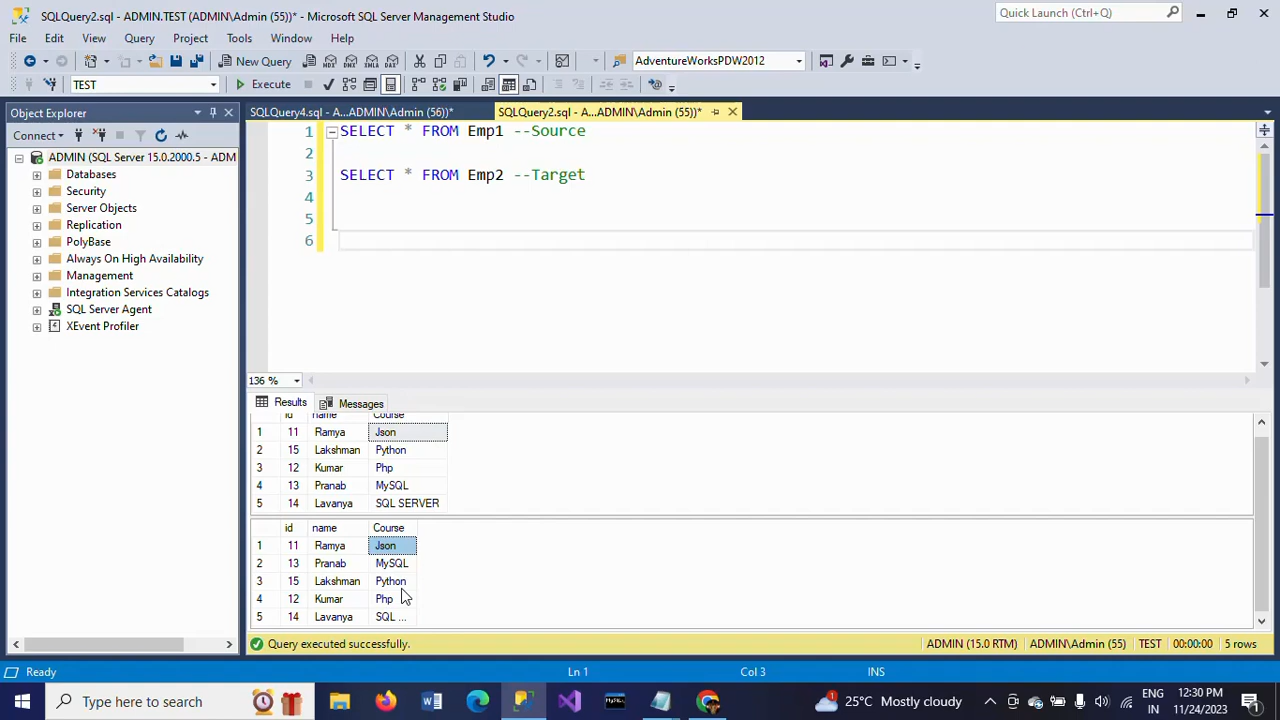 SQLQuery2.sql - ADMIN.TEST (ADMIN\Admin (55))* - Microsoft SQL Server Management Studio
Quick Launch (Ctrl+Q)
File Edit View Query Project Tools Window Help
New Query
AdventureWorksPDW2012
TEST
Execute
Object Explorer
SQLQuery4.sql - A...ADMIN\Admin (56))*
SQLQuery2.sql - A...ADMIN\Admin (55))*
Connect
ADMIN (SQL Server 15.0.2000.5 - ADM
Databases
Security
Server Objects
Replication
PolyBase
Always On High Availability
Management
Integration Services Catalogs
SQL Server Agent
XEvent Profiler
1 SELECT * FROM Emp1 --Source
2
3 SELECT * FROM Emp2 --Target
4
5
6
136 %
Results Messages
id name Course
1 11 Ramya Json
2 15 Lakshman Python
3 12 Kumar Php
4 13 Pranab MySQL
5 14 Lavanya SQL SERVER
id name Course
1 11 Ramya Json
2 13 Pranab MySQL
3 15 Lakshman Python
4 12 Kumar Php
5 14 Lavanya SQL ...
Query executed successfully.
ADMIN (15.0 RTM) ADMIN\Admin (55) TEST 00:00:00 5 rows
Ready Ln 1 Col 3 INS
Type here to search
25°C Mostly cloudy
ENG
IN
12:30 PM
11/24/2023